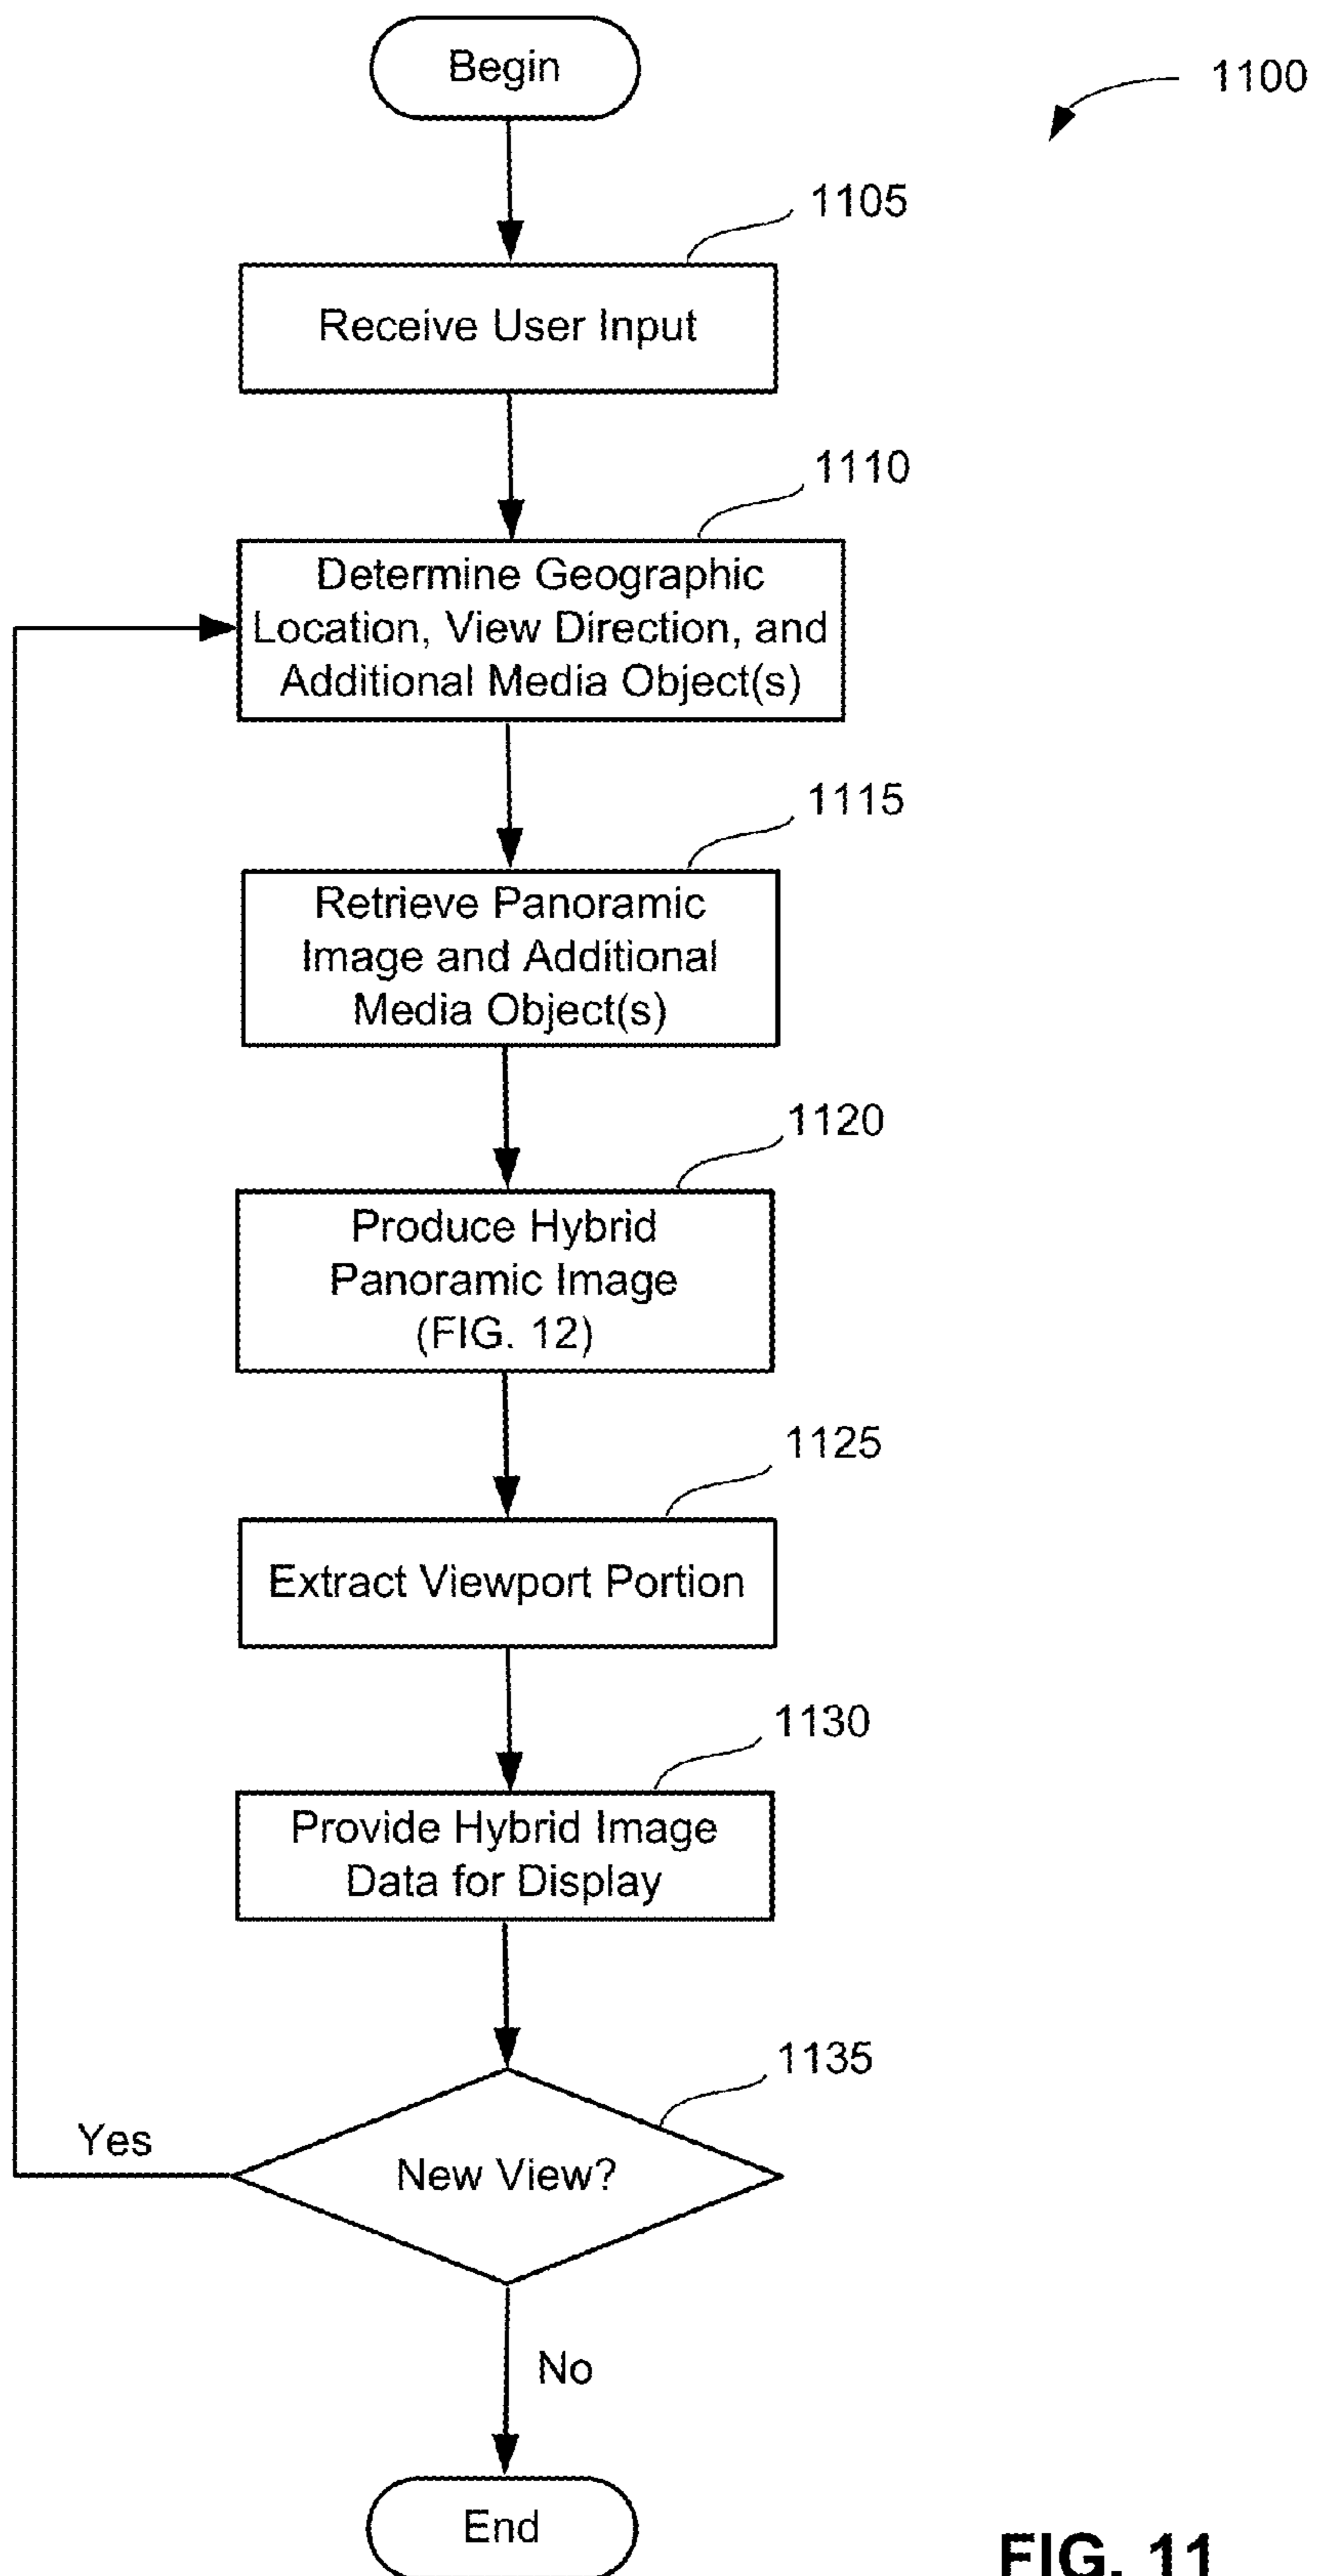 Begin
1100
1105
Receive User Input
1110
Determine Geographic
Location, View Direction, and
Additional Media Object(s)
1115
Retrieve Panoramic
Image and Additional
Media Object(s)
1120
Produce Hybrid
Panoramic Image
(FIG. 12)
1125
Extract Viewport Portion
1130
Provide Hybrid Image
Data for Display
1135
Yes
New View?
No
End
FIG. 11